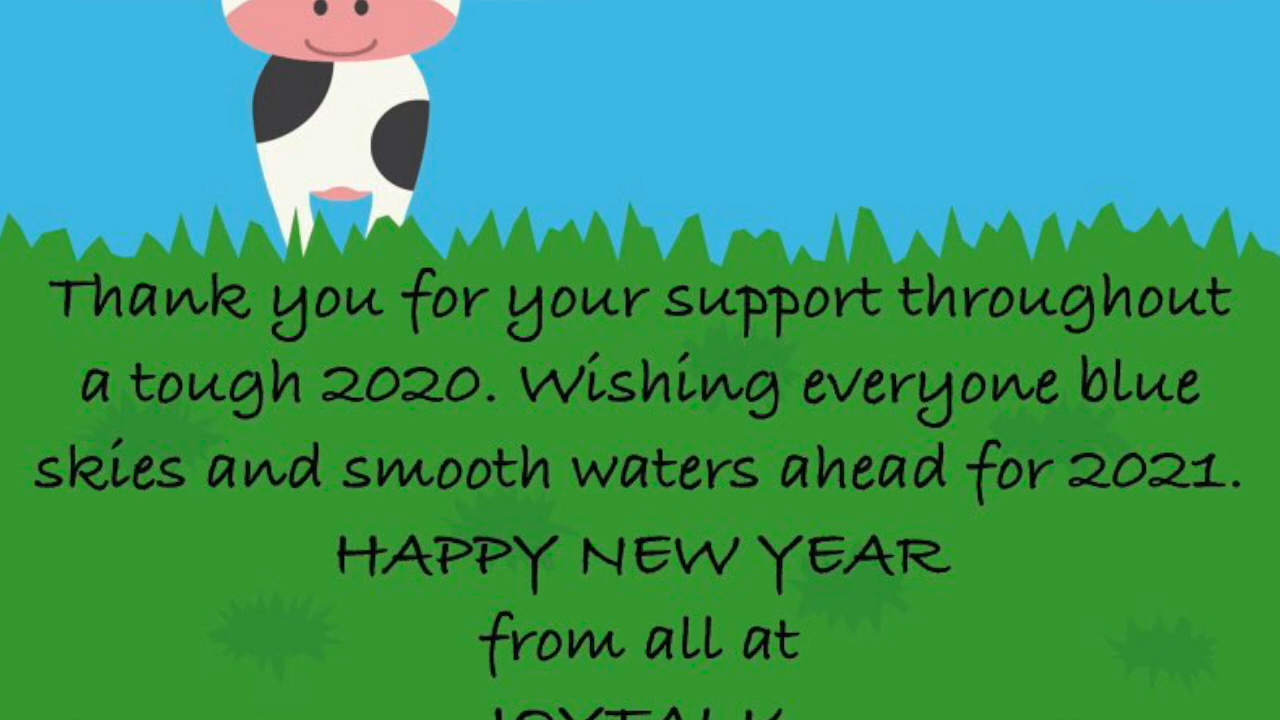 Thank you for your support throughout
a tough 2020. Wishing everyone blue
skies and smooth waters ahead for 2021.
HAPPY NEW YEAR
from all at